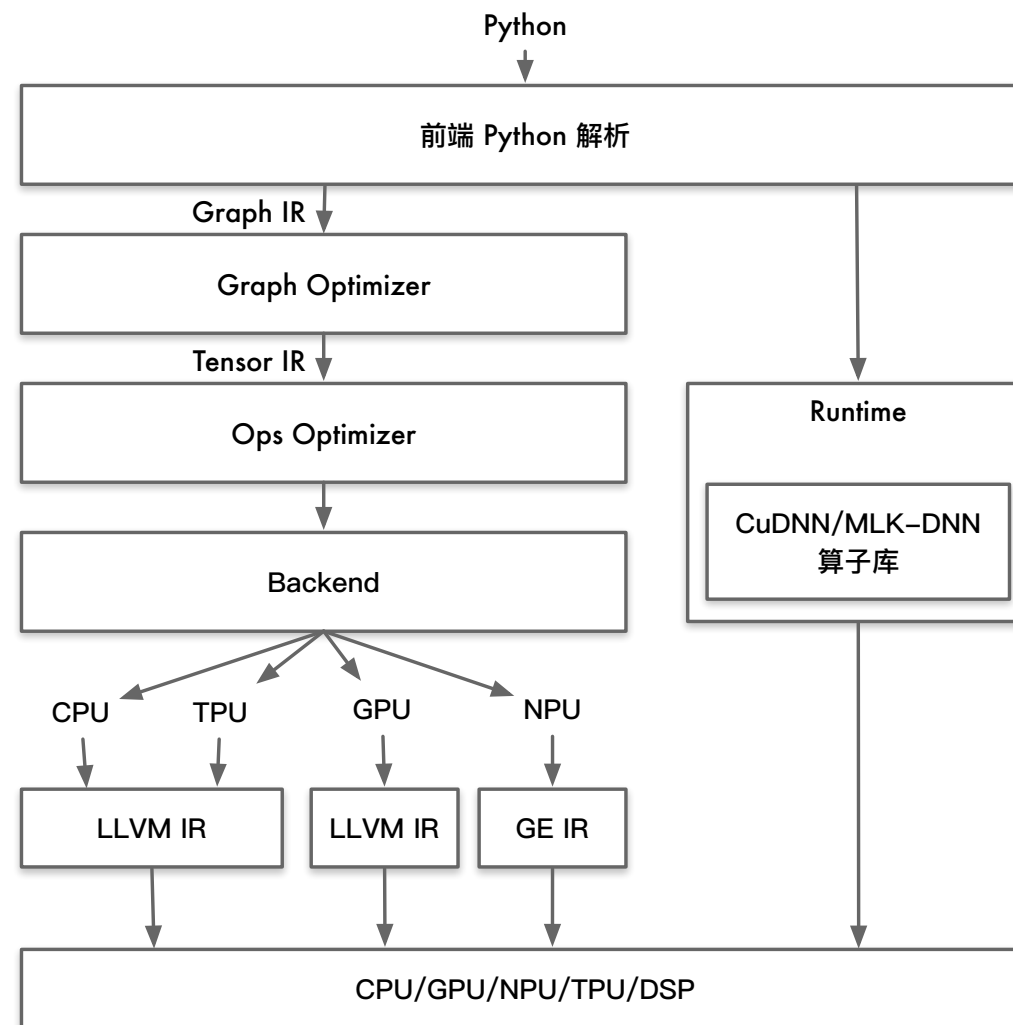 Python
前端 Python 解析
Graph IR
Graph Optimizer
Tensor IR
Ops Optimizer
Runtime
CuDNN/MLK-DNN
算子库
Backend
CPU
TPU
GPU
NPU
LLVM IR
LLVM IR
GE IR
CPU/GPU/NPU/TPU/DSP